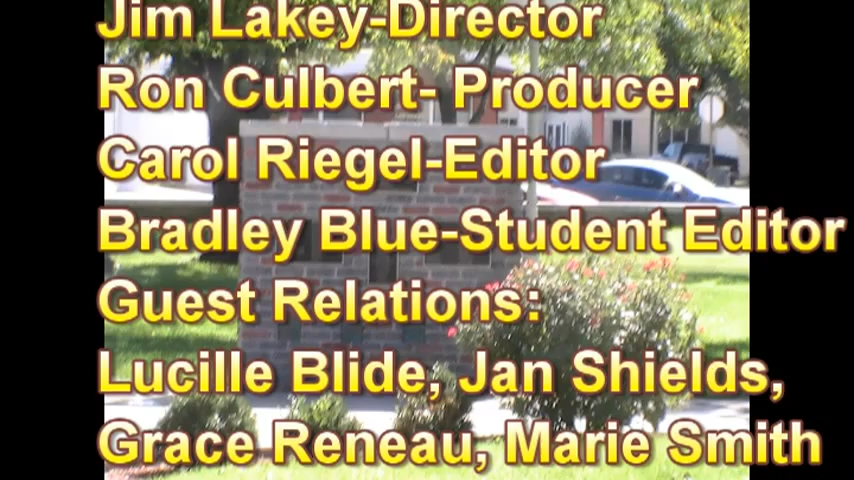 Jim Lakey-Director
Ron Culbert- Producer
Carol Riegel-Editor
Bradley Blue-Student Editor
Guest Relations:
Lucille Blide, Jan Shields,
Grace Reneau, Marie Smith